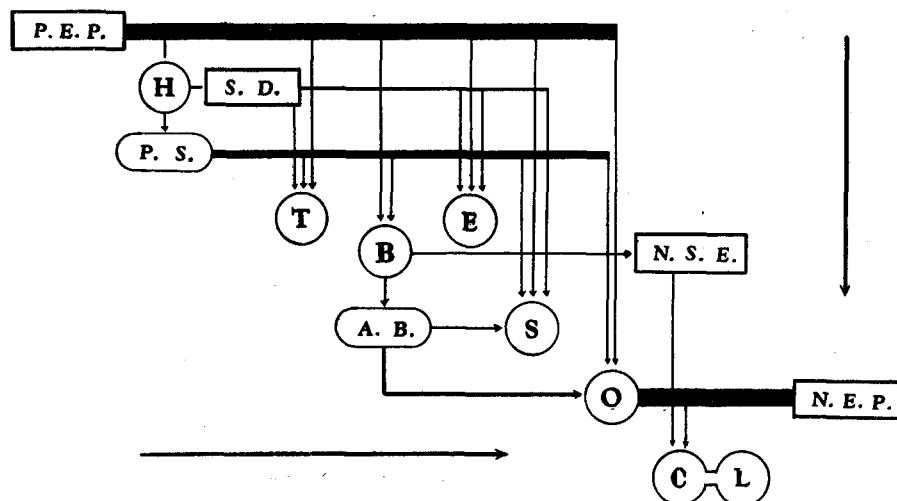 P. E. P.
H
S. D.
P. S.
T
E
B
N. S. E.
A. B.
S
O
N. E. P.
C
L